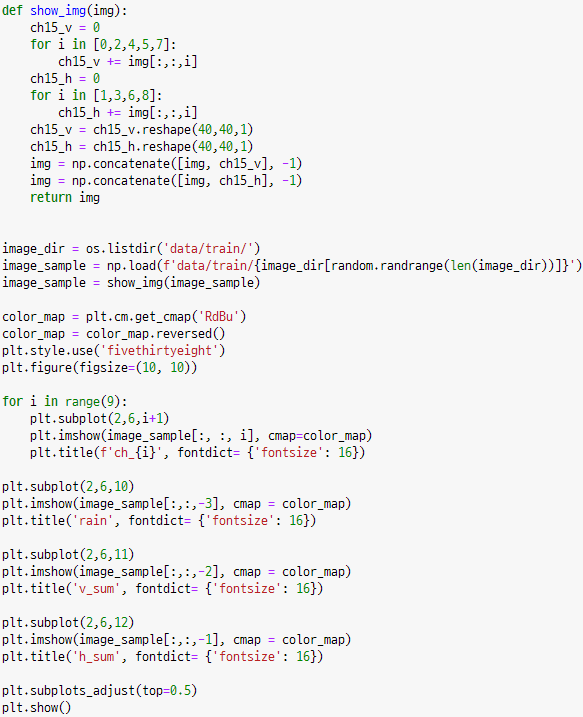 def show_img(img):
    ch15_v = 0
    for i in [0,2,4,5,7]:
        ch15_v += img[:,:,i]
    ch15_h = 0
    for i in [1,3,6,8]:
        ch15_h += img[:,:,i]
    ch15_v = ch15_v.reshape(40,40,1)
    ch15_h = ch15_h.reshape(40,40,1)
    img = np.concatenate([img, ch15_v], -1)
    img = np.concatenate([img, ch15_h], -1)
    return img

image_dir = os.listdir('data/train/')
image_sample = np.load(f'data/train/{image_dir[random.randrange(len(image_dir))]}')
image_sample = show_img(image_sample)

color_map = plt.cm.get_cmap('RdBu')
color_map = color_map.reversed()
plt.style.use('fivethirtyeight')
plt.figure(figsize=(10, 10))

for i in range(9):
    plt.subplot(2,6,i+1)
    plt.imshow(image_sample[:, :, i], cmap=color_map)
    plt.title(f'ch_{i}', fontdict= {'fontsize': 16})

plt.subplot(2,6,10)
plt.imshow(image_sample[:,:,-3], cmap = color_map)
plt.title('rain', fontdict= {'fontsize': 16})

plt.subplot(2,6,11)
plt.imshow(image_sample[:,:,-2], cmap = color_map)
plt.title('v_sum', fontdict= {'fontsize': 16})

plt.subplot(2,6,12)
plt.imshow(image_sample[:,:,-1], cmap = color_map)
plt.title('h_sum', fontdict= {'fontsize': 16})

plt.subplots_adjust(top=0.5)
plt.show()